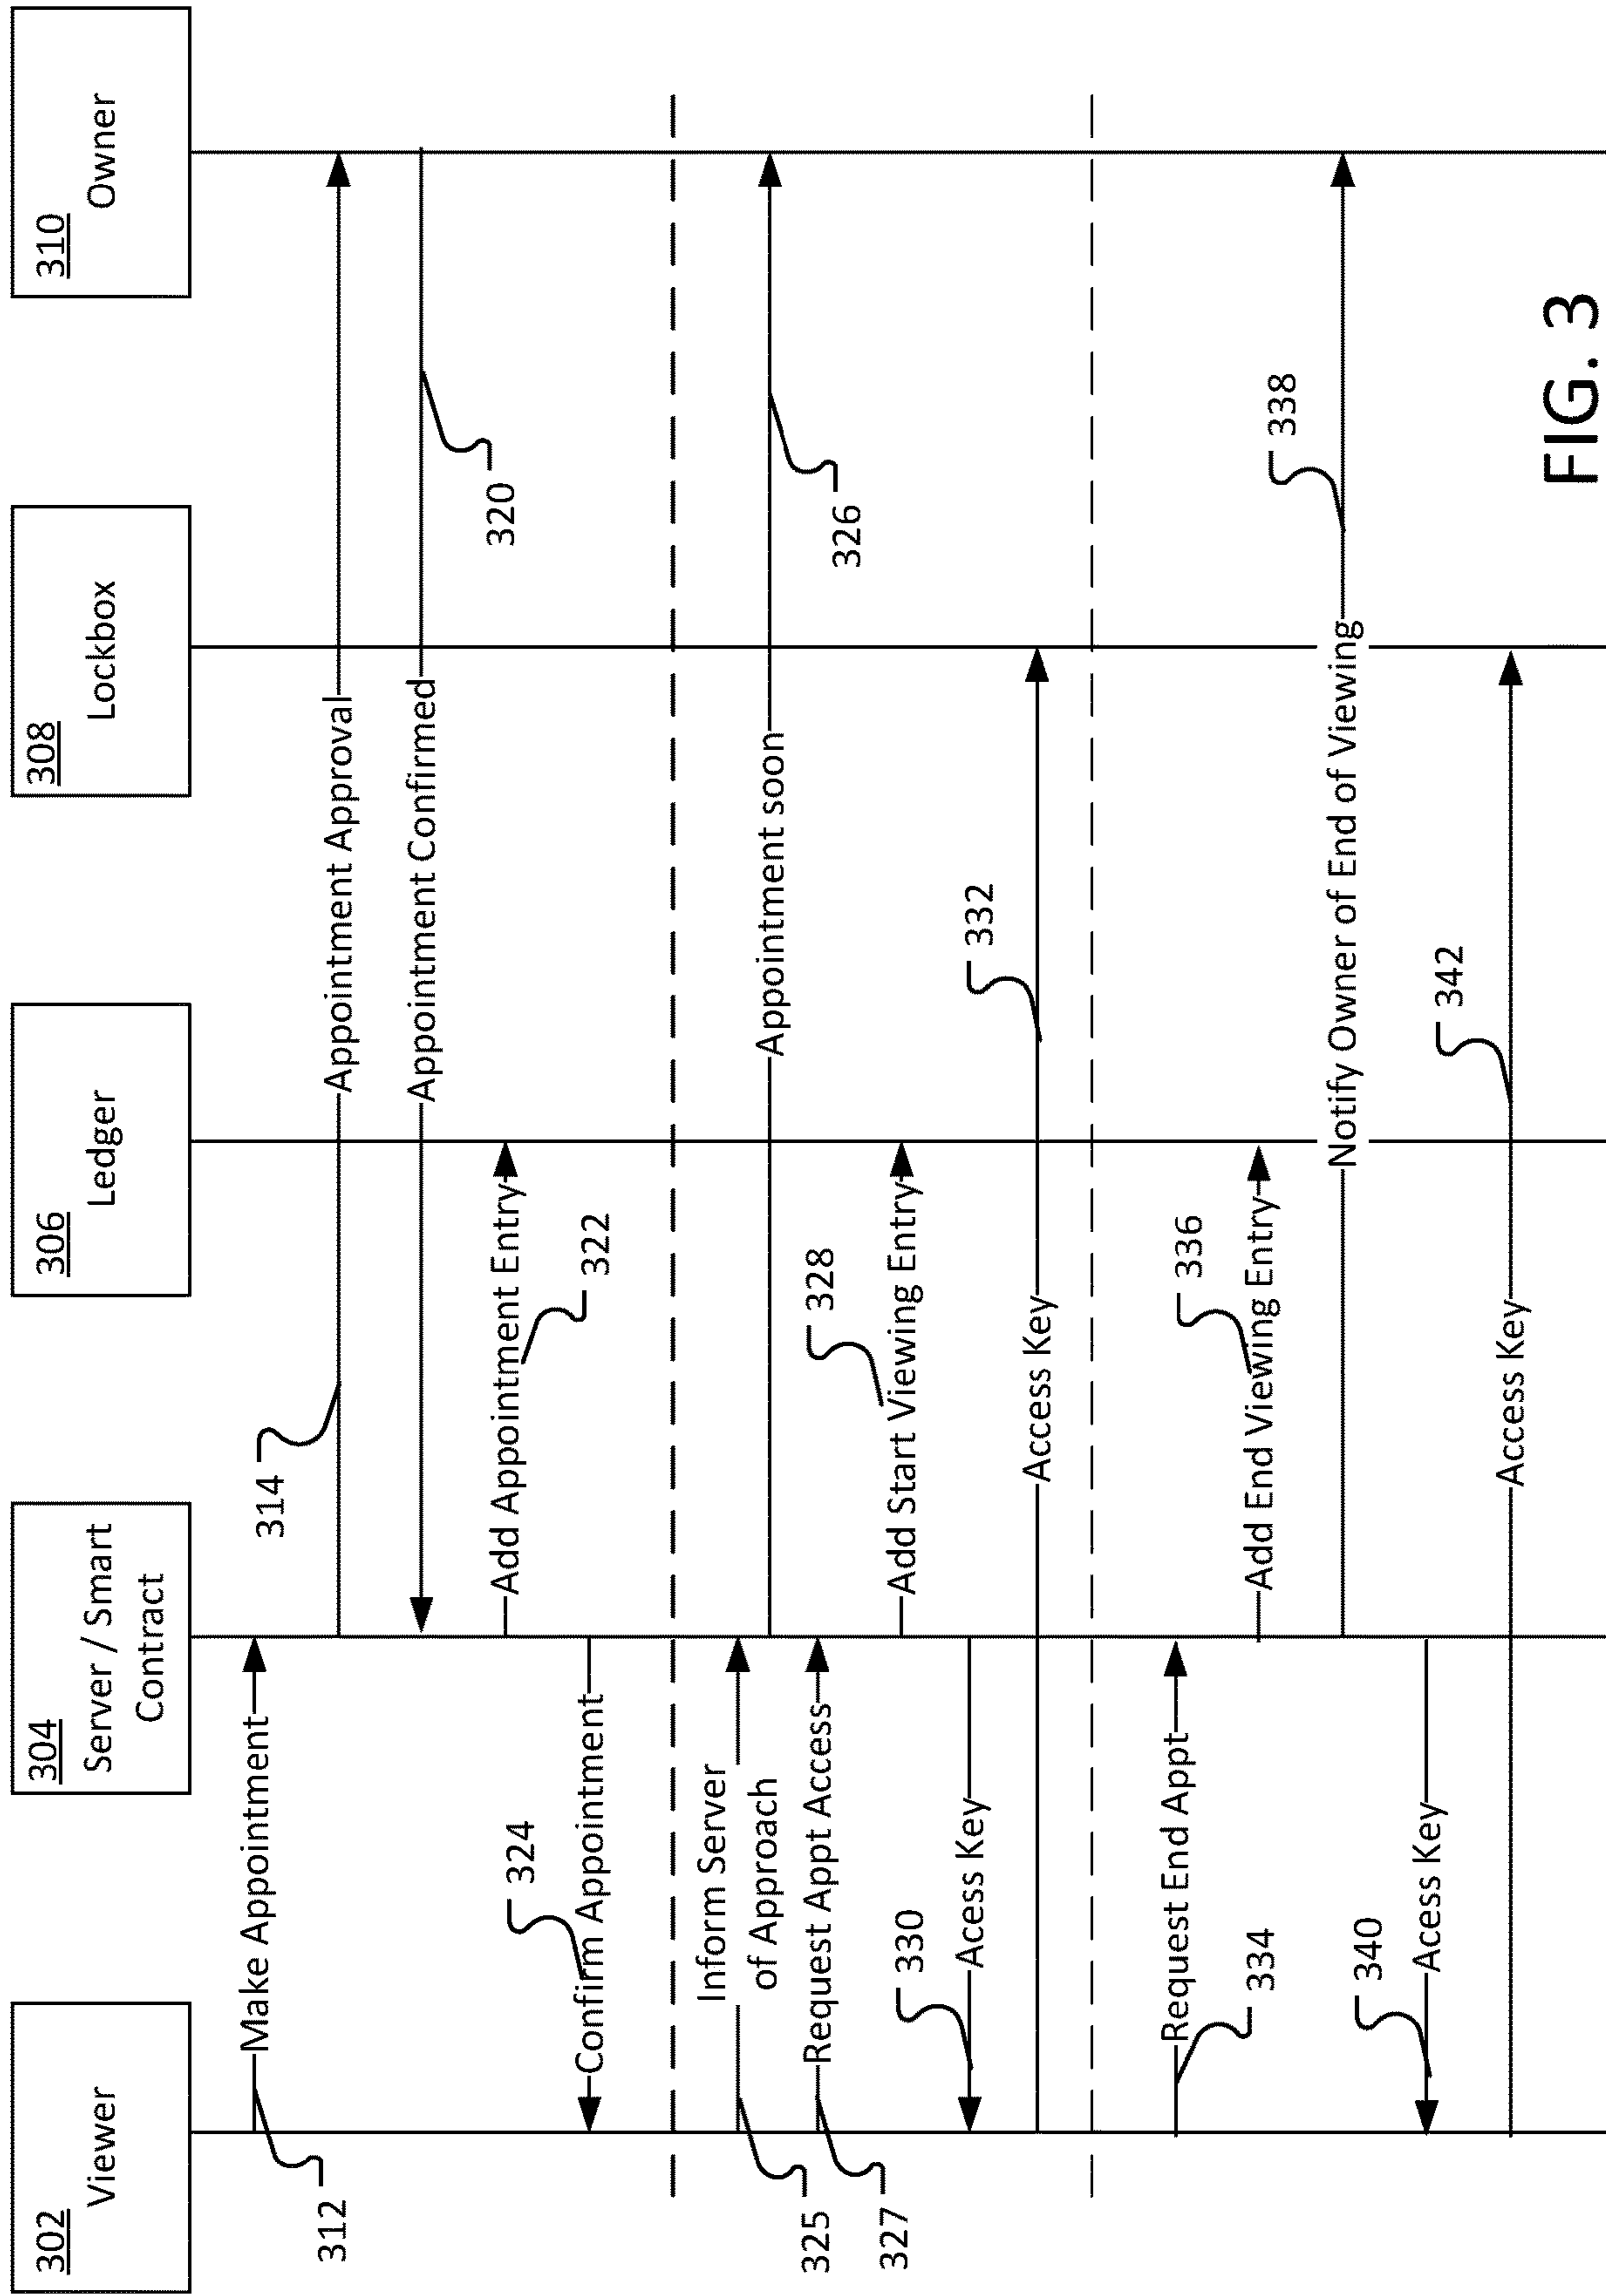 302
Viewer
304
Server / Smart
Contract
306
Ledger
308
Lockbox
310
Owner
312
Make Appointment
314
Appointment Approval
Appointment Confirmed
320
Add Appointment Entry
322
324
Confirm Appointment
Inform Server
of Approach
325
Appointment soon
326
Request Appt Access
327
328
Add Start Viewing Entry
330
Acess Key
332
Access Key
Request End Appt
334
336
Add End Viewing Entry
338
Notify Owner of End of Viewing
340
Acess Key
342
Access Key
FIG. 3